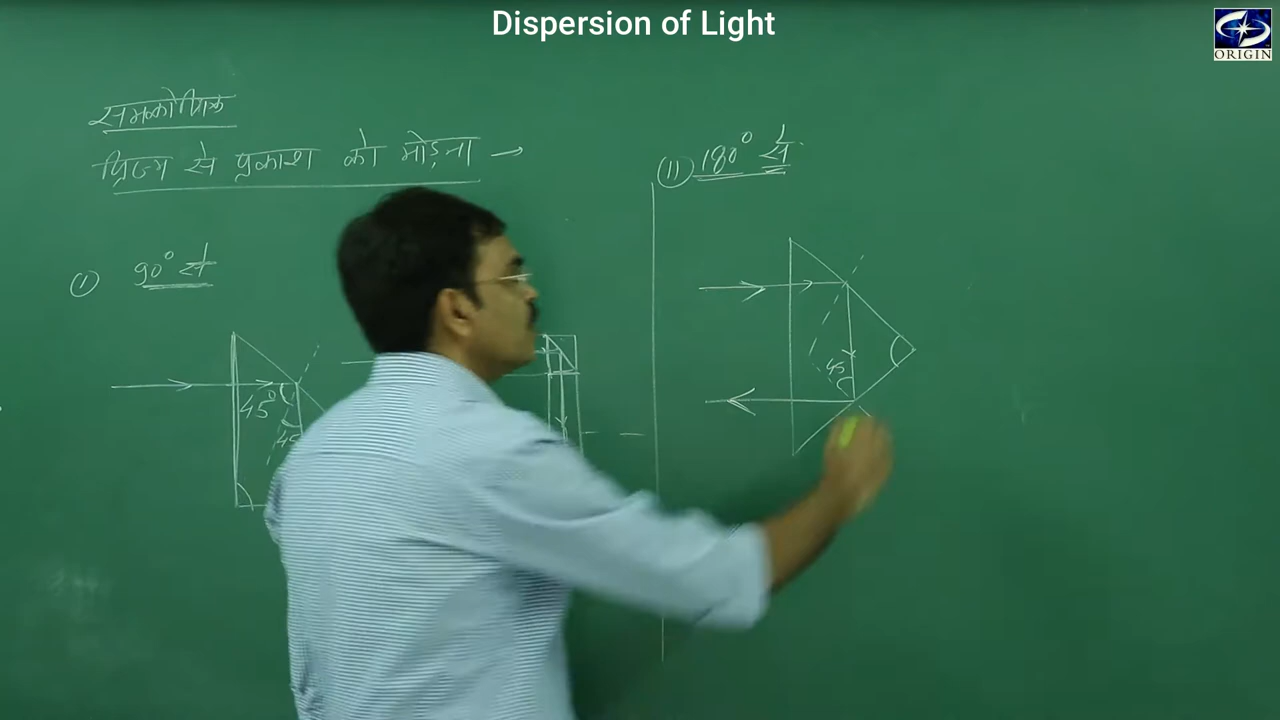 Dispersion of Light
ORIGIN
समकोणिक
प्रिज्म से प्रकाश को मोड़ना →
(I) 90° से
45°
45
(II) 180° से
45